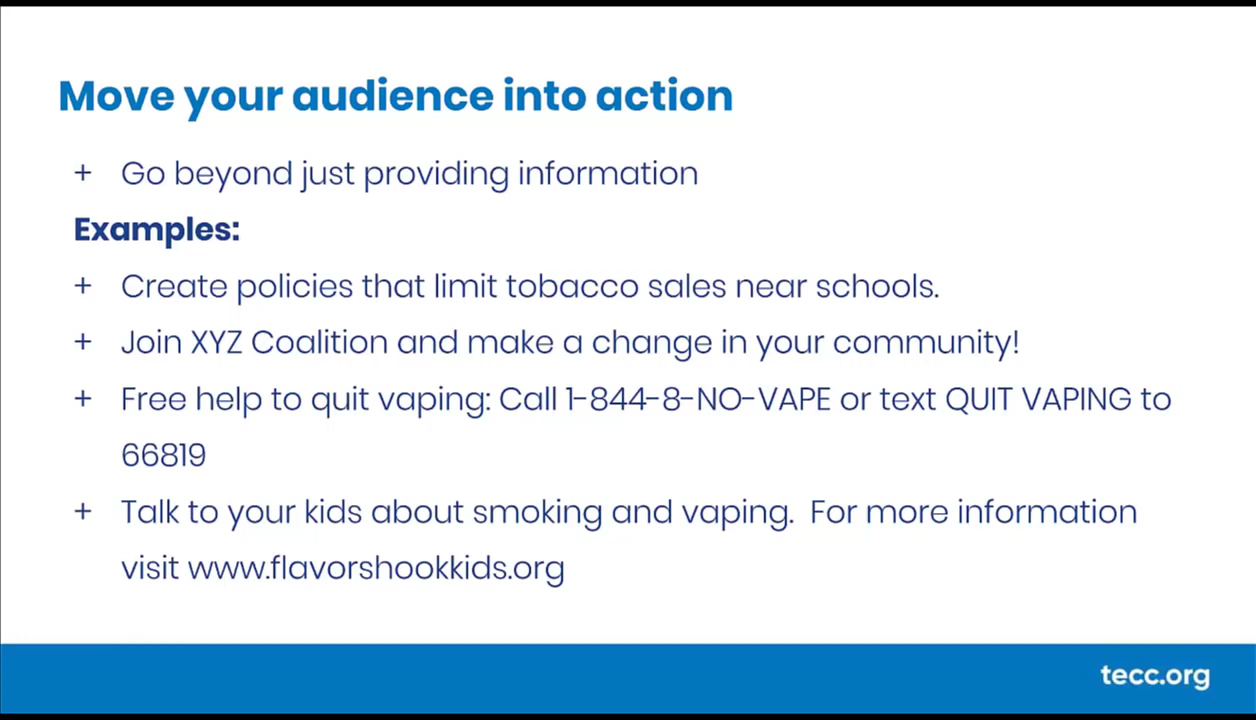 Move your audience into action
+ Go beyond just providing information
Examples:
+ Create policies that limit tobacco sales near schools.
+ Join XYZ Coalition and make a change in your community!
+ Free help to quit vaping: Call 1-844-8-NO-VAPE or text QUIT VAPING to
66819
+ Talk to your kids about smoking and vaping.  For more information
visit www.flavorshookkids.org
tecc.org